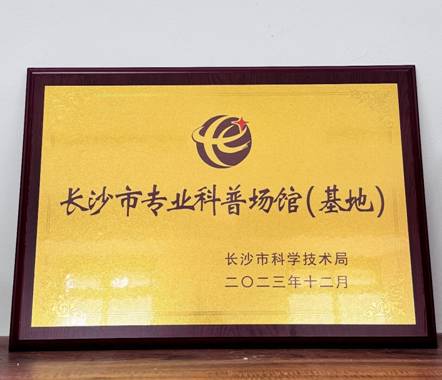 长沙市专业科普场馆(基地)
长沙市科学技术局
二〇二三年十二月